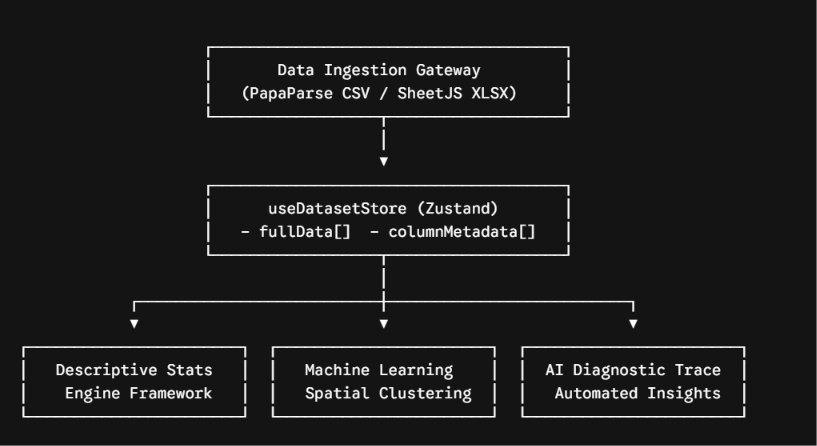 Data Ingestion Gateway
(PapaParse CSV / SheetJS XLSX)
useDatasetStore (Zustand)
- fullData[]  - columnMetadata[]
Descriptive Stats
Engine Framework
Machine Learning
Spatial Clustering
AI Diagnostic Trace
Automated Insights